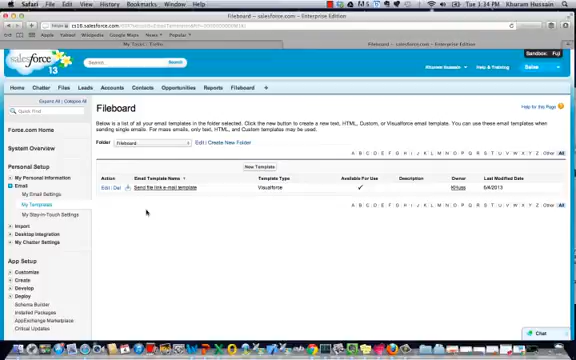 Safari File Edit View History Bookmarks Window Help
Tue 1:34 PM Kharam Hussain
Fileboard ~ salesforce.com - Enterprise Edition
Apple Yahoo! Wikipedia Google Maps News Popular
Fileboard ~ salesforce.com - Enterprise Edition
Sandbox: Fuji
salesforce
13
Search...
Search
Kharam Hussain
Help & Training
Sales
Home Chatter Files Leads Accounts Contacts Opportunities Reports Fileboard +
Expand All | Collapse All
Quick Find
Force.com Home
System Overview
Personal Setup
My Personal Information
Email
My Email Settings
My Templates
My Stay-in-Touch Settings
Import
Desktop Integration
My Chatter Settings
App Setup
Customize
Create
Develop
Deploy
Schema Builder
Installed Packages
AppExchange Marketplace
Critical Updates
Fileboard
Help for this Page
Below is a list of all your email templates in the folder selected. Click the new button to create a new TEXT, HTML, Custom, or Visualforce email template. You can use these email templates when
sending single emails. For mass emails, only text, HTML, and Custom templates may be used.
Folder Fileboard Edit | Create New Folder
A B C D E F G H I J K L M N O P Q R S T U V W X Y Z Other All
New Template
Action Email Template Name Template Type Available For Use Description Owner Last Modified Date
Edit | Del Send file link e-mail template Visualforce ✓ KHuss 6/4/2013
A B C D E F G H I J K L M N O P Q R S T U V W X Y Z Other All
Chat